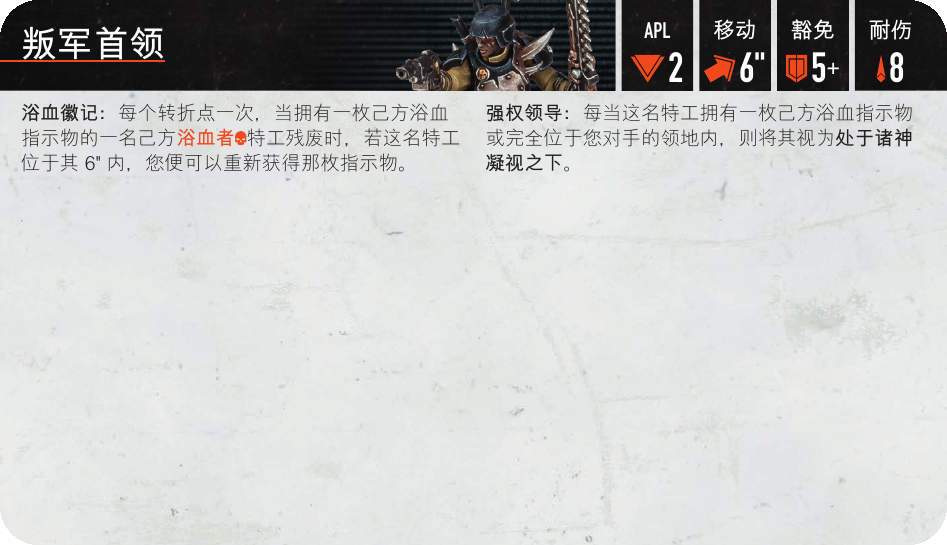 叛军首领
APL 移动 豁免 耐伤
2 6" 5+ 8
浴血徽记：每个转折点一次，当拥有一枚己方浴血
指示物的一名己方浴血者特工残废时，若这名特工
位于其 6" 内，您便可以重新获得那枚指示物。
强权领导：每当这名特工拥有一枚己方浴血指示物
或完全位于您对手的领地内，则将其视为处于诸神
凝视之下。